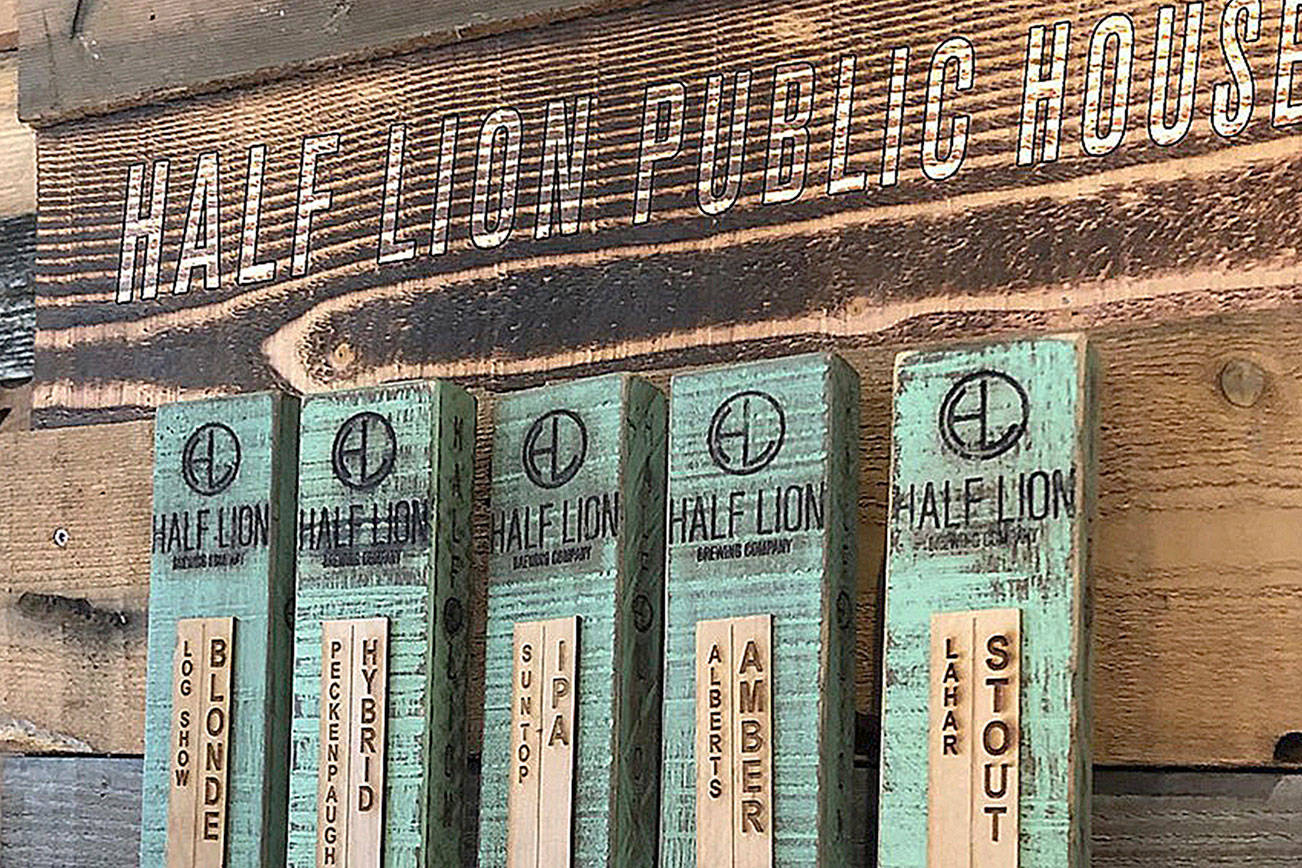 HALF LION PUBLIC HOUSE
HL
HALF LION
BREWING COMPANY
LOG SHOW
BLONDE
HL
HALF LION
BREWING COMPANY
PECKENPAUGH
HYBRID
HALF LION
HL
HALF LION
BREWING COMPANY
SUNTOP
IPA
HL
HALF LION
BREWING COMPANY
ALBERTS
AMBER
HL
HALF LION
BREWING COMPANY
LAHAR
STOUT